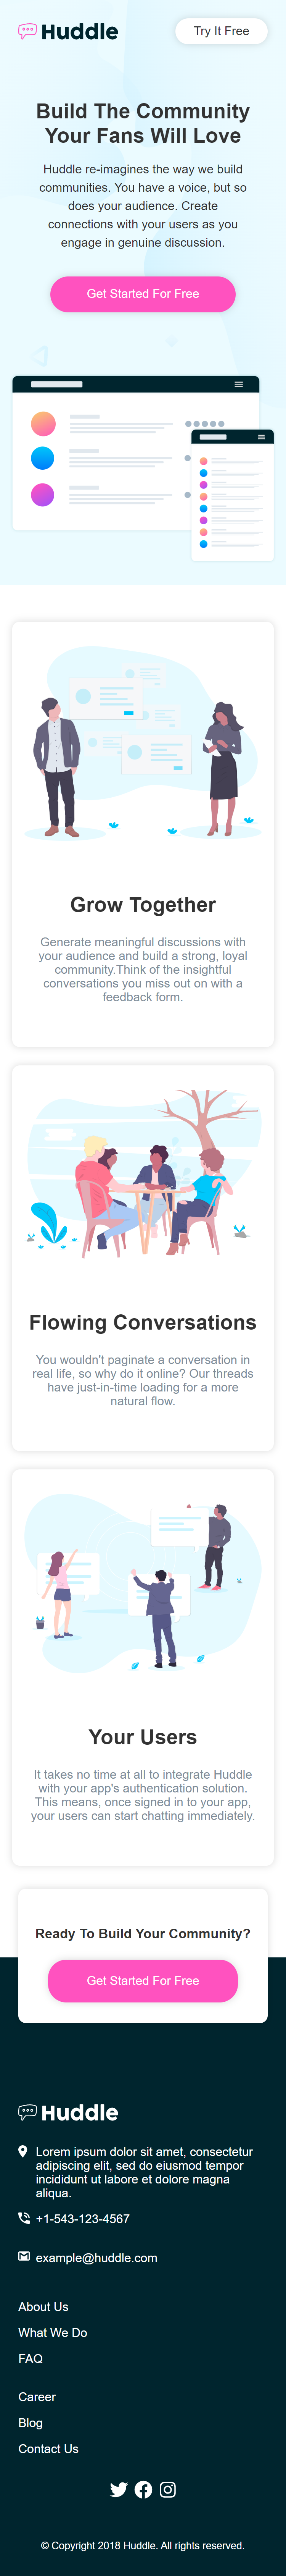 Huddle
Try It Free
Build The Community
Your Fans Will Love
Huddle re-imagines the way we build
communities. You have a voice, but so
does your audience. Create
connections with your users as you
engage in genuine discussion.
Get Started For Free
Grow Together
Generate meaningful discussions with
your audience and build a strong, loyal
community.Think of the insightful
conversations you miss out on with a
feedback form.
Flowing Conversations
You wouldn't paginate a conversation in
real life, so why do it online? Our threads
have just-in-time loading for a more
natural flow.
Your Users
It takes no time at all to integrate Huddle
with your app's authentication solution.
This means, once signed in to your app,
your users can start chatting immediately.
Ready To Build Your Community?
Get Started For Free
Huddle
Lorem ipsum dolor sit amet, consectetur
adipiscing elit, sed do eiusmod tempor
incididunt ut labore et dolore magna
aliqua.
+1-543-123-4567
example@huddle.com
About Us
What We Do
FAQ
Career
Blog
Contact Us
© Copyright 2018 Huddle. All rights reserved.